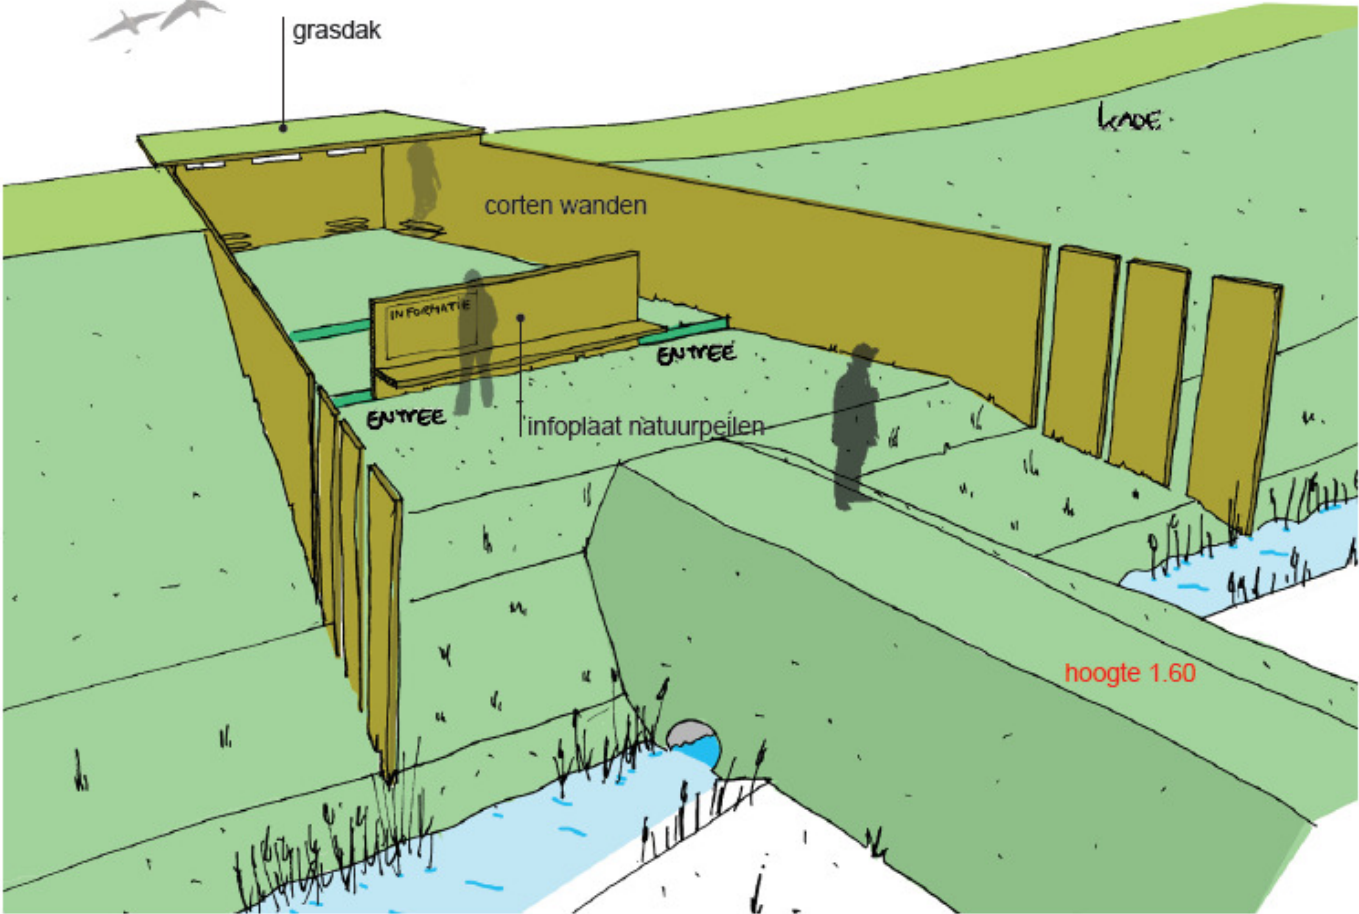 grasdak
KADE
corten wanden
INFORMATIE
ENTREE
ENTREE
infoplaat natuurpeilen
hoogte 1.60